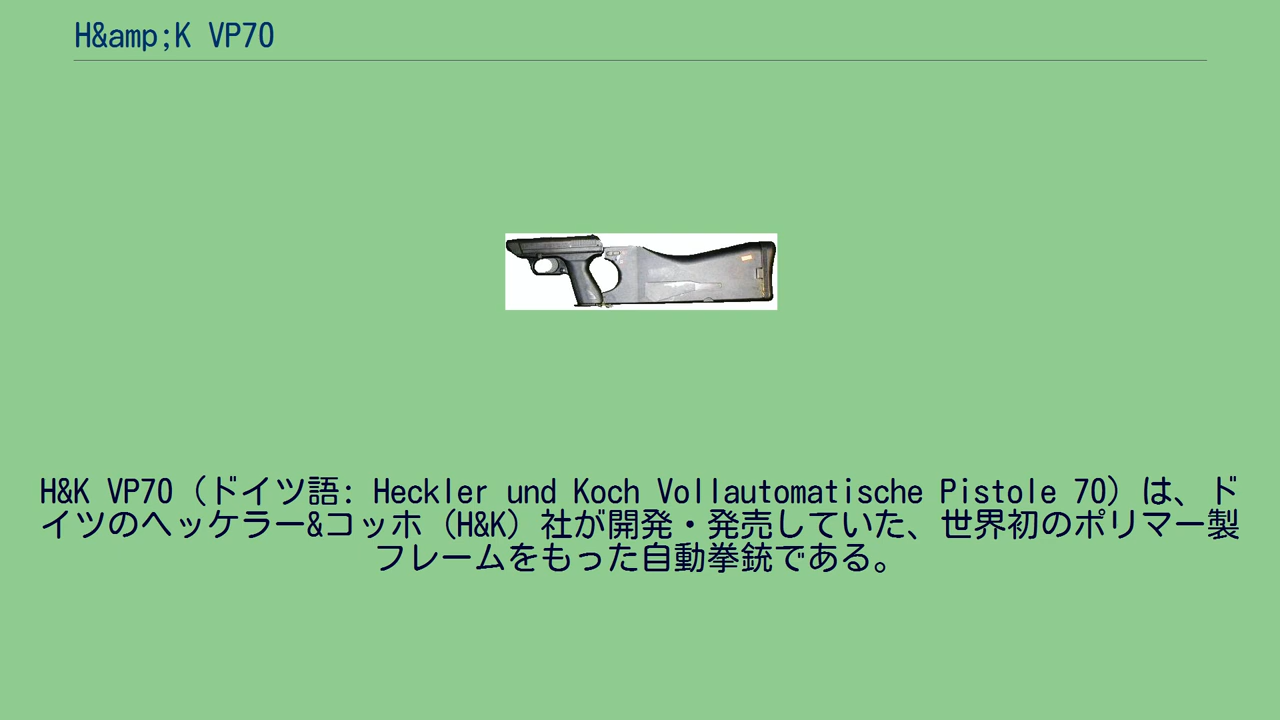 H&amp;K VP70
H&K VP70（ドイツ語: Heckler und Koch Vollautomatische Pistole 70）は、ド
イツのヘッケラー&コッホ（H&K）社が開発・発売していた、世界初のポリマー製
フレームをもった自動拳銃である。